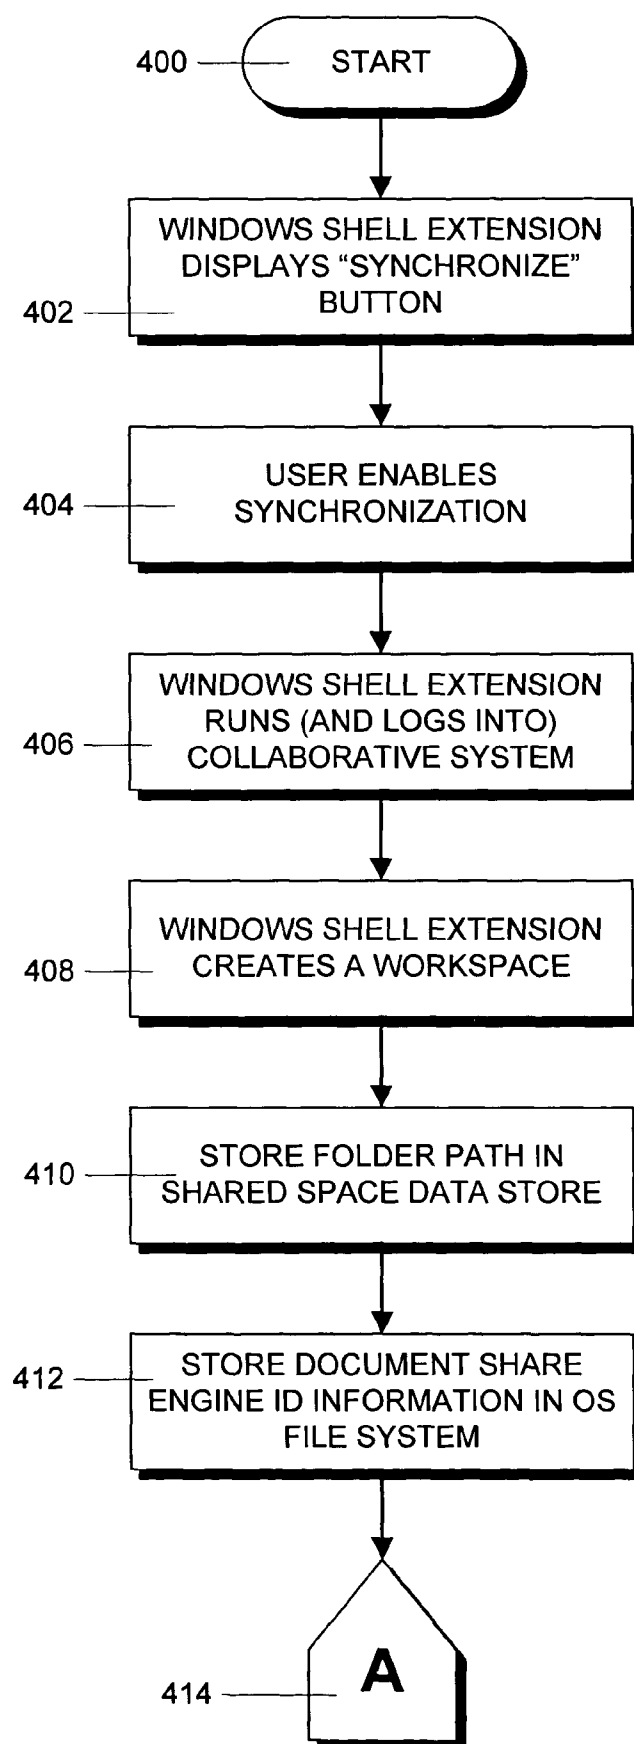 400
START
WINDOWS SHELL EXTENSION
DISPLAYS “SYNCHRONIZE”
BUTTON
402
USER ENABLES
SYNCHRONIZATION
404
WINDOWS SHELL EXTENSION
RUNS (AND LOGS INTO)
COLLABORATIVE SYSTEM
406
WINDOWS SHELL EXTENSION
CREATES A WORKSPACE
408
STORE FOLDER PATH IN
SHARED SPACE DATA STORE
410
STORE DOCUMENT SHARE
ENGINE ID INFORMATION IN OS
FILE SYSTEM
412
A
414